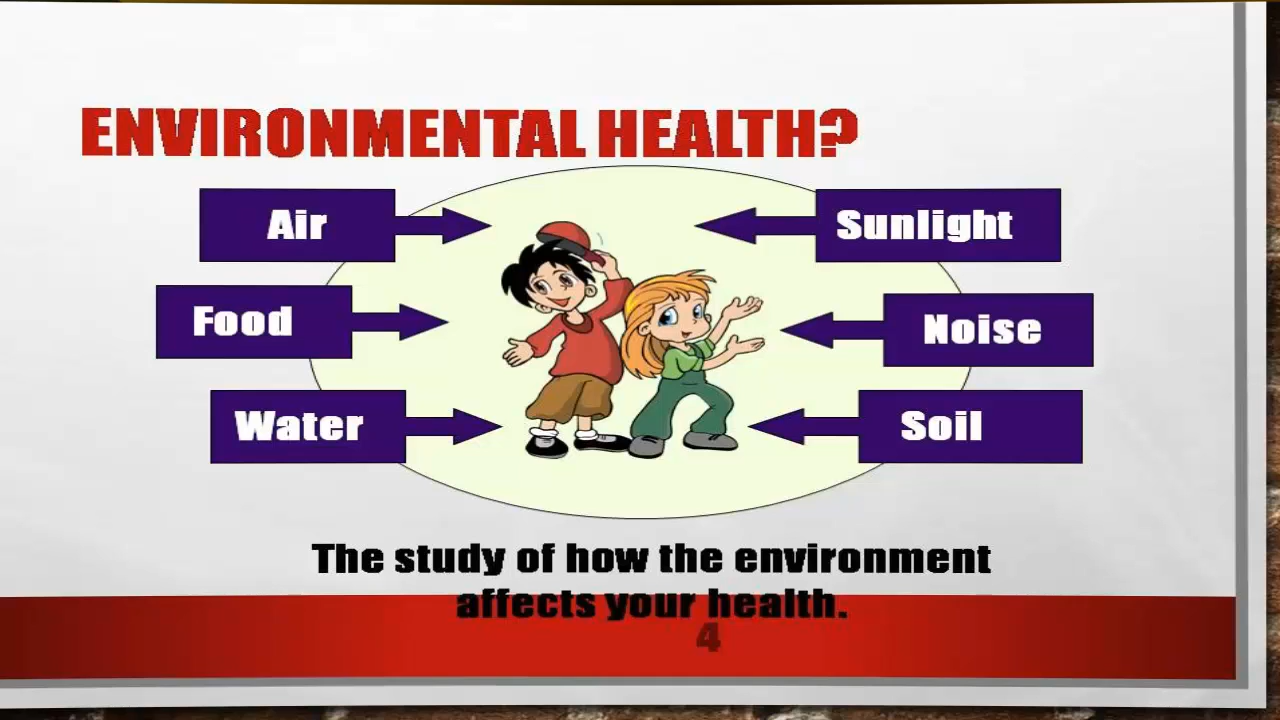 ENVIRONMENTAL HEALTH?
Air
Sunlight
Food
Noise
Water
Soil
The study of how the environment
affects your health.
4